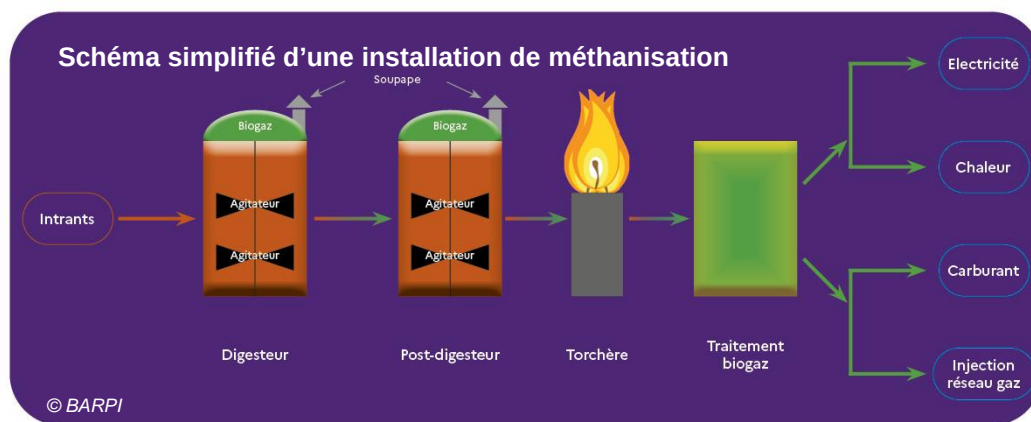 Schéma simplifié d'une installation de méthanisation
Soupape
Biogaz
Biogaz
Agitateur
Agitateur
Agitateur
Agitateur
Intrants
Digesteur
Post-digesteur
Torchère
Traitement
biogaz
Electricité
Chaleur
Carburant
Injection
réseau gaz
© BARPI